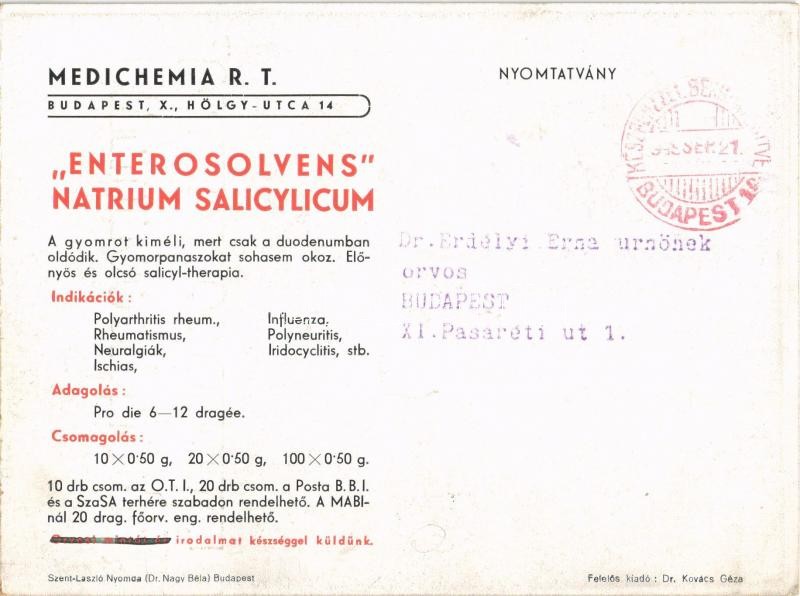 MEDICHEMIA R. T.
BUDAPEST, X., HÖLGY-UTCA 14
„ENTEROSOLVENS”
NATRIUM SALICYLICUM
A gyomrot kiméli, mert csak a duodenumban
oldódik. Gyomorpanaszokat sohasem okoz. Elő-
nyös és olcsó salicyl-therapia.
Indikációk :
Polyarthritis rheum., Influenza,
Rheumatismus, Polyneuritis,
Neuralgiák, Iridocyclitis, stb.
Ischias,
Adagolás :
Pro die 6—12 dragée.
Csomagolás :
10×0·50 g, 20×0·50 g, 100×0·50 g.
10 drb csom. az O.T.I., 20 drb csom. a Posta B.B.I.
és a SzaSA terhére szabadon rendelhető. A MABI-
nál 20 drag. főorv. eng. rendelhető.
irodalmat készséggel küldünk.
Szent-László Nyomda (Dr. Nagy Béla) Budapest
NYOMTATVÁNY
BUDAPEST
Dr.Erdélyi Erna urnönek
orvos
BUDAPEST
XI.Pasaréti ut 1.
Felelős kiadó : Dr. Kovács Géza